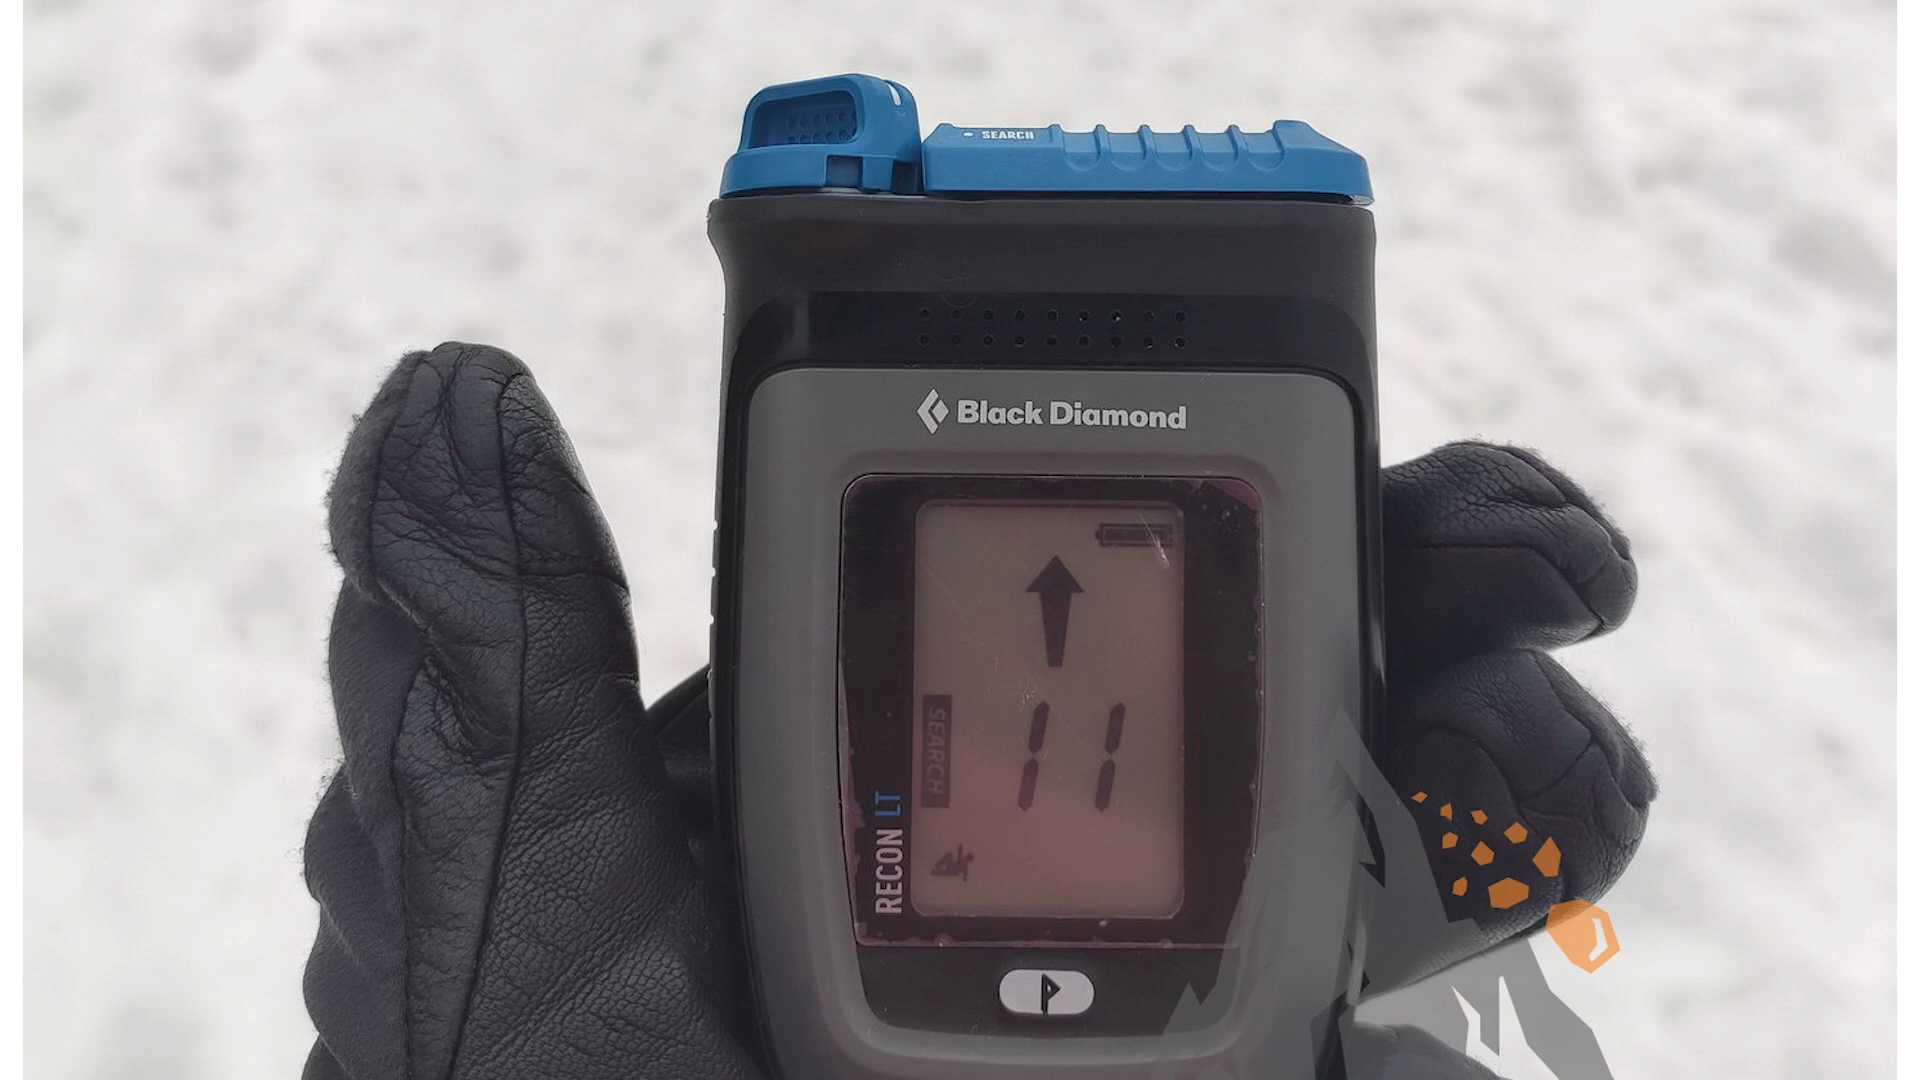 SEARCH
Black Diamond
SEARCH
11
RECON LT